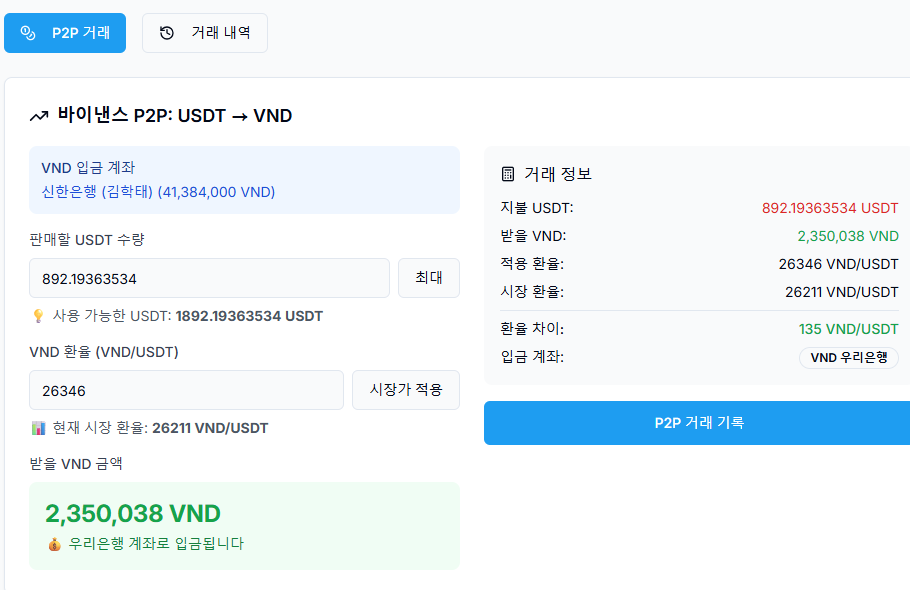 P2P 거래
거래 내역
바이낸스 P2P: USDT → VND
VND 입금 계좌
신한은행 (김학태) (41,384,000 VND)
판매할 USDT 수량
892.19363534
최대
사용 가능한 USDT: 1892.19363534 USDT
VND 환율 (VND/USDT)
26346
시장가 적용
현재 시장 환율: 26211 VND/USDT
받을 VND 금액
2,350,038 VND
우리은행 계좌로 입금됩니다
거래 정보
지불 USDT: 892.19363534 USDT
받을 VND: 2,350,038 VND
적용 환율: 26346 VND/USDT
시장 환율: 26211 VND/USDT
환율 차이: 135 VND/USDT
입금 계좌: VND 우리은행
P2P 거래 기록